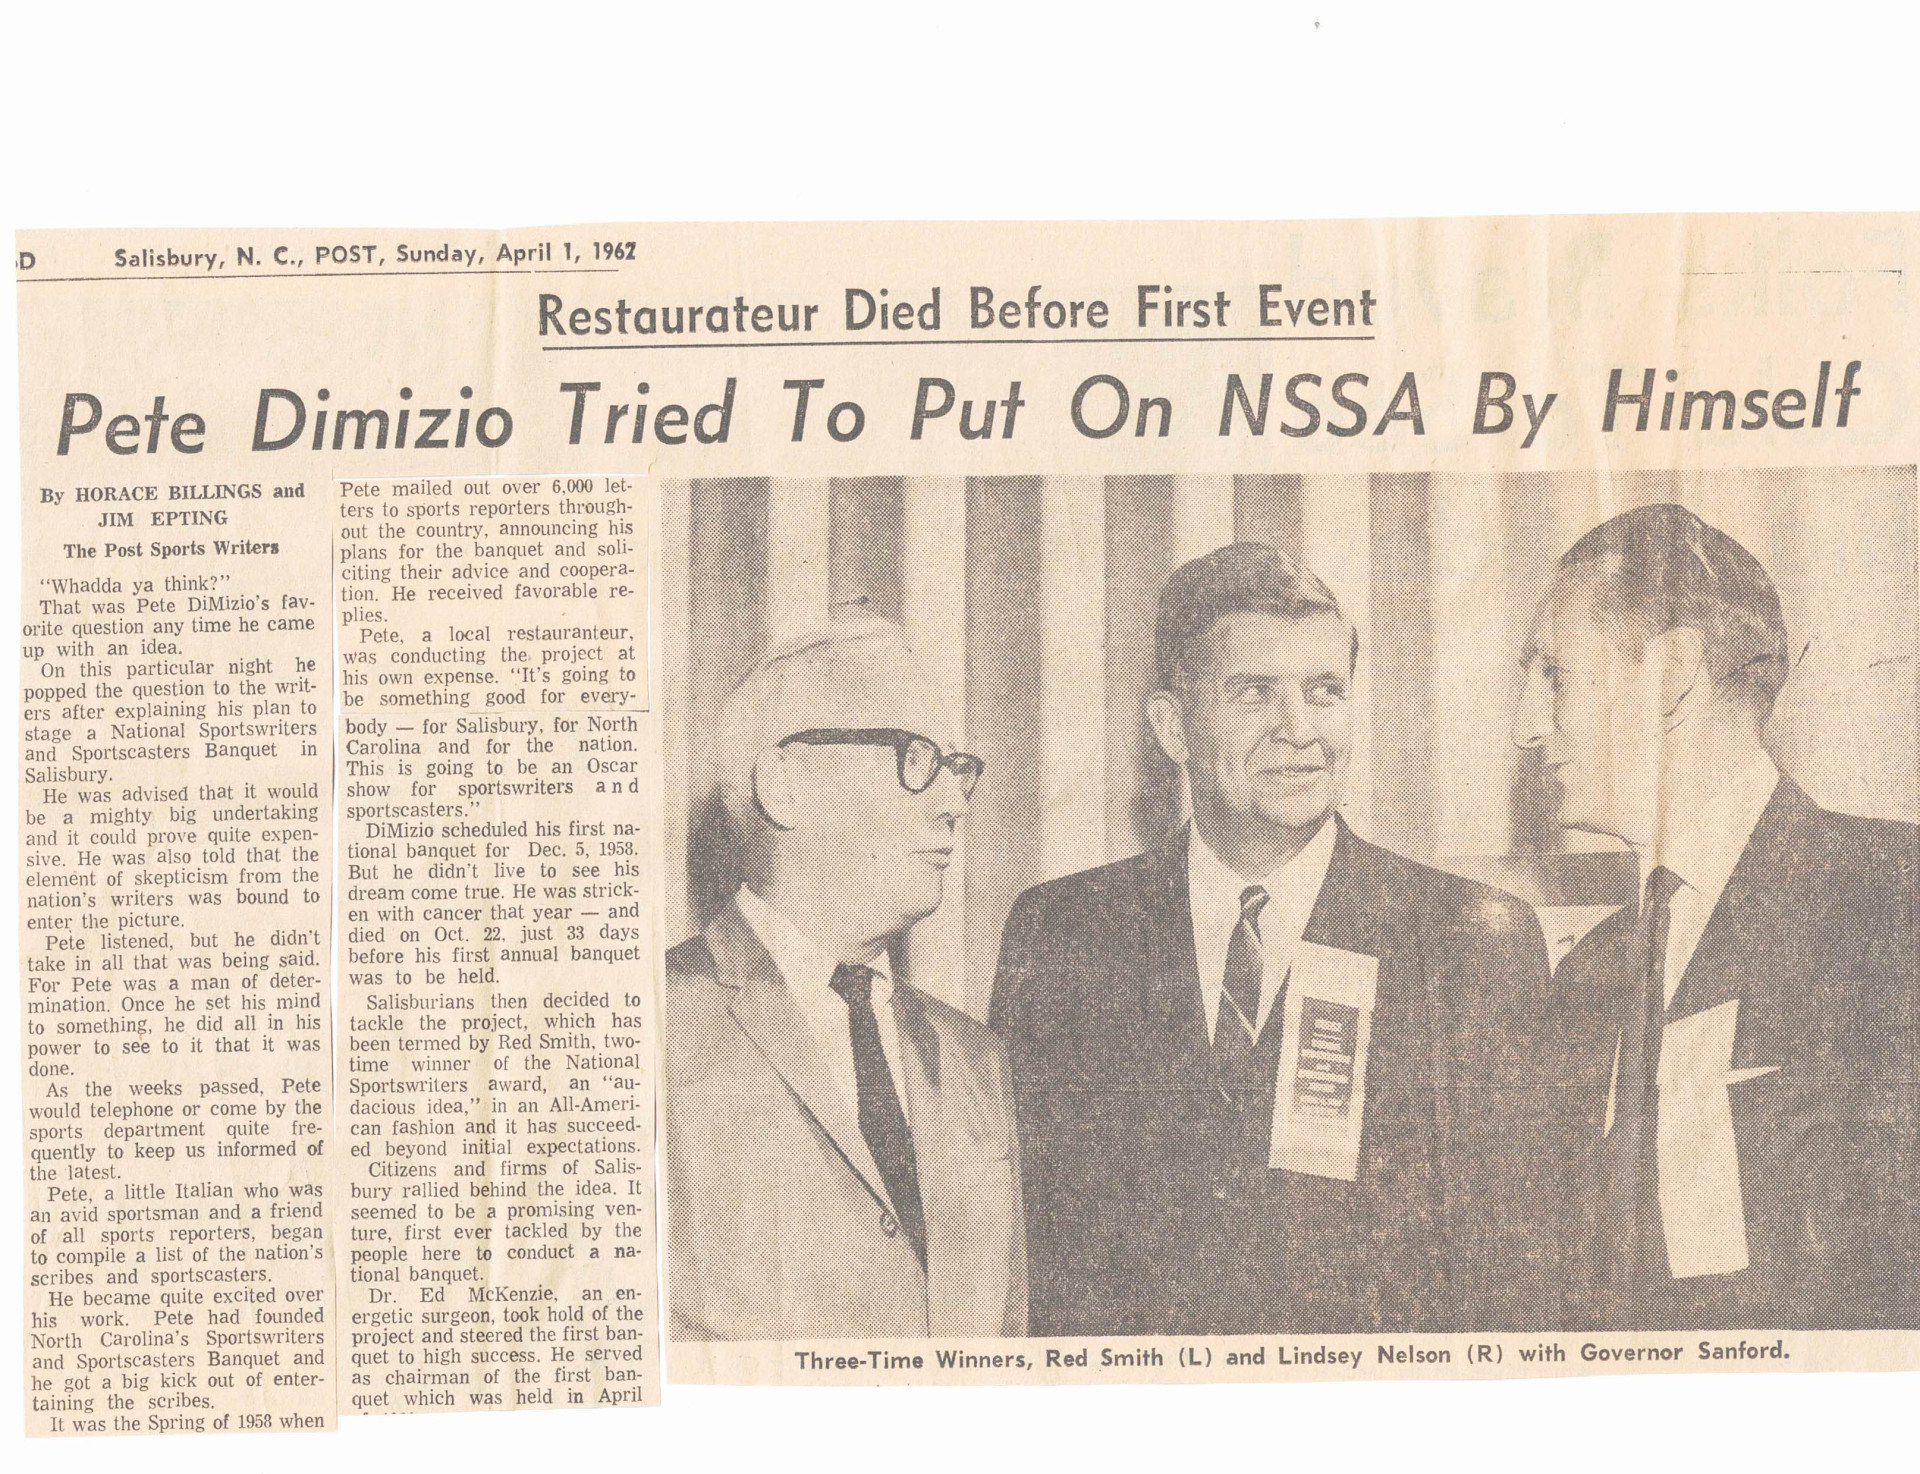 D Salisbury, N. C., POST, Sunday, April 1, 1962
Restaurateur Died Before First Event
Pete Dimizio Tried To Put On NSSA By Himself
By HORACE BILLINGS and
JIM EPTING
The Post Sports Writers
"Whadda ya think?"
That was Pete DiMizio's fav-
orite question any time he came
up with an idea.
On this particular night he
popped the question to the writ-
ers after explaining his plan to
stage a National Sportswriters
and Sportscasters Banquet in
Salisbury.
He was advised that it would
be a mighty big undertaking
and it could prove quite expen-
sive. He was also told that the
element of skepticism from the
nation's writers was bound to
enter the picture.
Pete listened, but he didn't
take in all that was being said.
For Pete was a man of deter-
mination. Once he set his mind
to something, he did all in his
power to see to it that it was
done.
As the weeks passed, Pete
would telephone or come by the
sports department quite fre-
quently to keep us informed of
the latest.
Pete, a little Italian who was
an avid sportsman and a friend
of all sports reporters, began
to compile a list of the nation's
scribes and sportscasters.
He became quite excited over
his work. Pete had founded
North Carolina's Sportswriters
and Sportscasters Banquet and
he got a big kick out of enter-
taining the scribes.
It was the Spring of 1958 when
Pete mailed out over 6,000 let-
ters to sports reporters through-
out the country, announcing his
plans for the banquet and soli-
citing their advice and coopera-
tion. He received favorable re-
plies.
Pete, a local restauranteur,
was conducting the project at
his own expense. "It's going to
be something good for every-
body — for Salisbury, for North
Carolina and for the nation.
This is going to be an Oscar
show for sportswriters and
sportscasters."
DiMizio scheduled his first na-
tional banquet for Dec. 5, 1958.
But he didn't live to see his
dream come true. He was strick-
en with cancer that year — and
died on Oct. 22, just 33 days
before his first annual banquet
was to be held.
Salisburians then decided to
tackle the project, which has
been termed by Red Smith, two-
time winner of the National
Sportswriters award, an "au-
dacious idea," in an All-Ameri-
can fashion and it has succeed-
ed beyond initial expectations.
Citizens and firms of Salis-
bury rallied behind the idea. It
seemed to be a promising ven-
ture, first ever tackled by the
people here to conduct a na-
tional banquet.
Dr. Ed McKenzie, an en-
ergetic surgeon, took hold of the
project and steered the first ban-
quet to high success. He served
as chairman of the first ban-
quet which was held in April
Three-Time Winners, Red Smith (L) and Lindsey Nelson (R) with Governor Sanford.